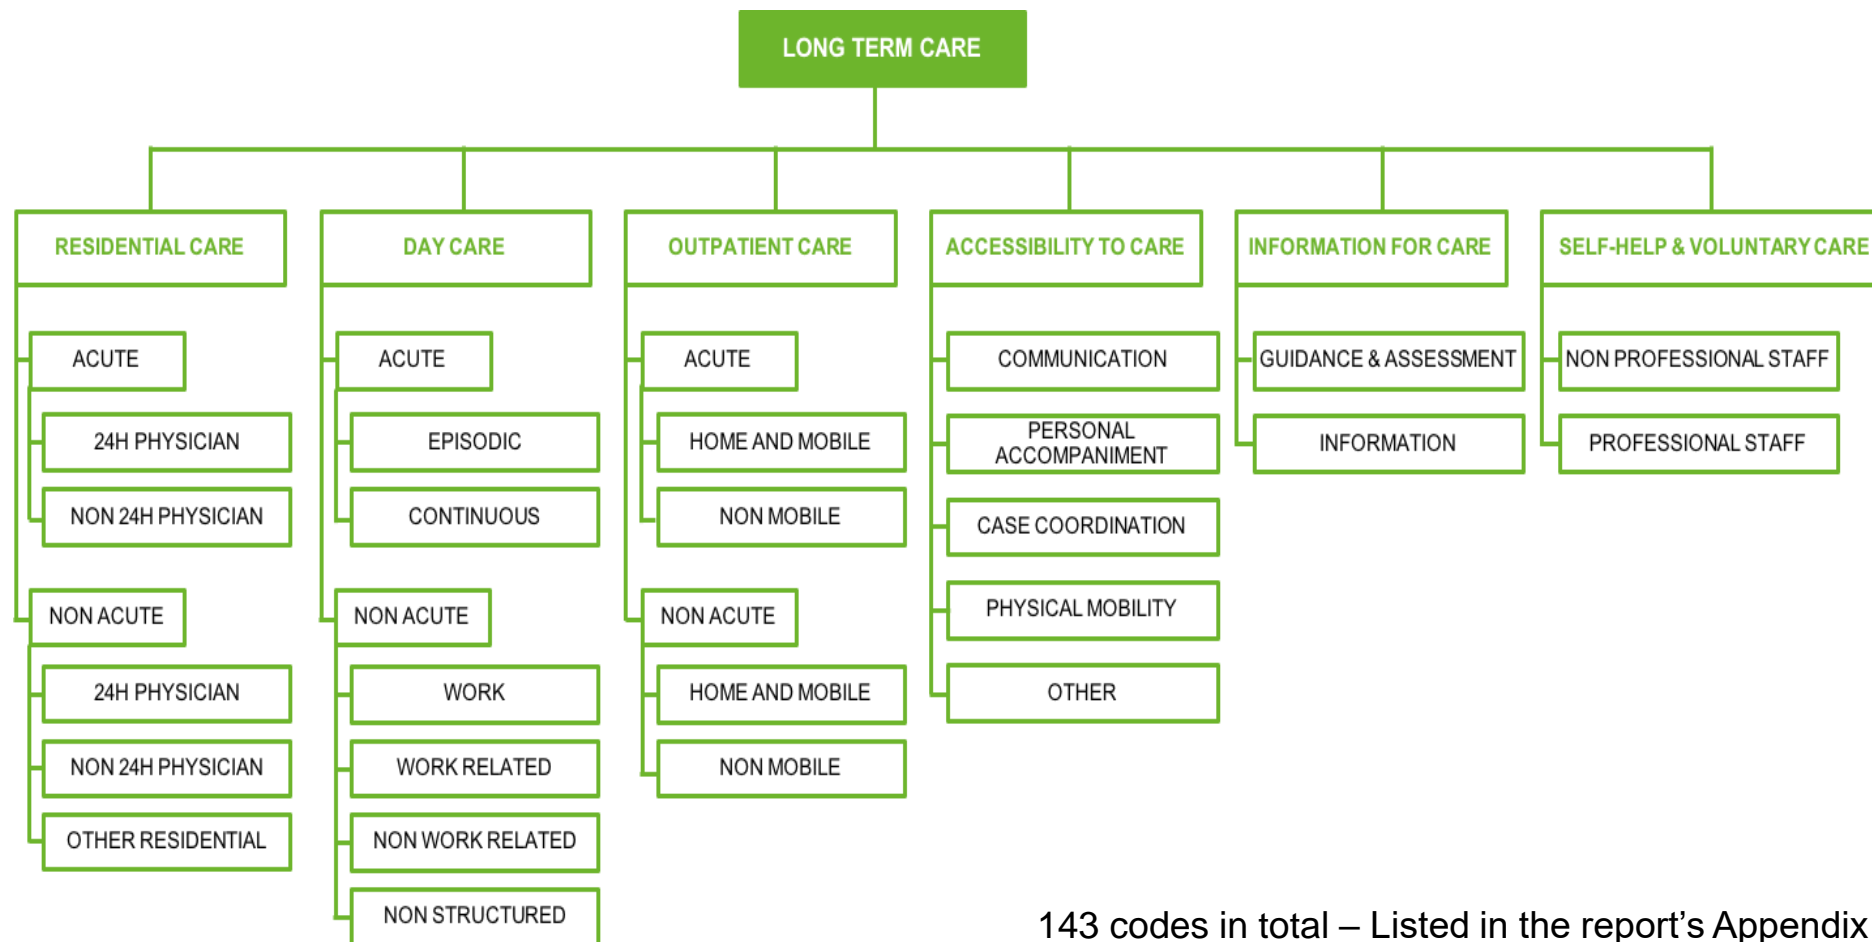 LONG TERM CARE
RESIDENTIAL CARE
ACUTE
24H PHYSICIAN
NON 24H PHYSICIAN
NON ACUTE
24H PHYSICIAN
NON 24H PHYSICIAN
OTHER RESIDENTIAL
DAY CARE
ACUTE
EPISODIC
CONTINUOUS
NON ACUTE
WORK
WORK RELATED
NON WORK RELATED
NON STRUCTURED
OUTPATIENT CARE
ACUTE
HOME AND MOBILE
NON MOBILE
NON ACUTE
HOME AND MOBILE
NON MOBILE
ACCESSIBILITY TO CARE
COMMUNICATION
PERSONAL
ACCOMPANIMENT
CASE COORDINATION
PHYSICAL MOBILITY
OTHER
INFORMATION FOR CARE
GUIDANCE & ASSESSMENT
INFORMATION
SELF-HELP & VOLUNTARY CARE
NON PROFESSIONAL STAFF
PROFESSIONAL STAFF
143 codes in total – Listed in the report's Appendix